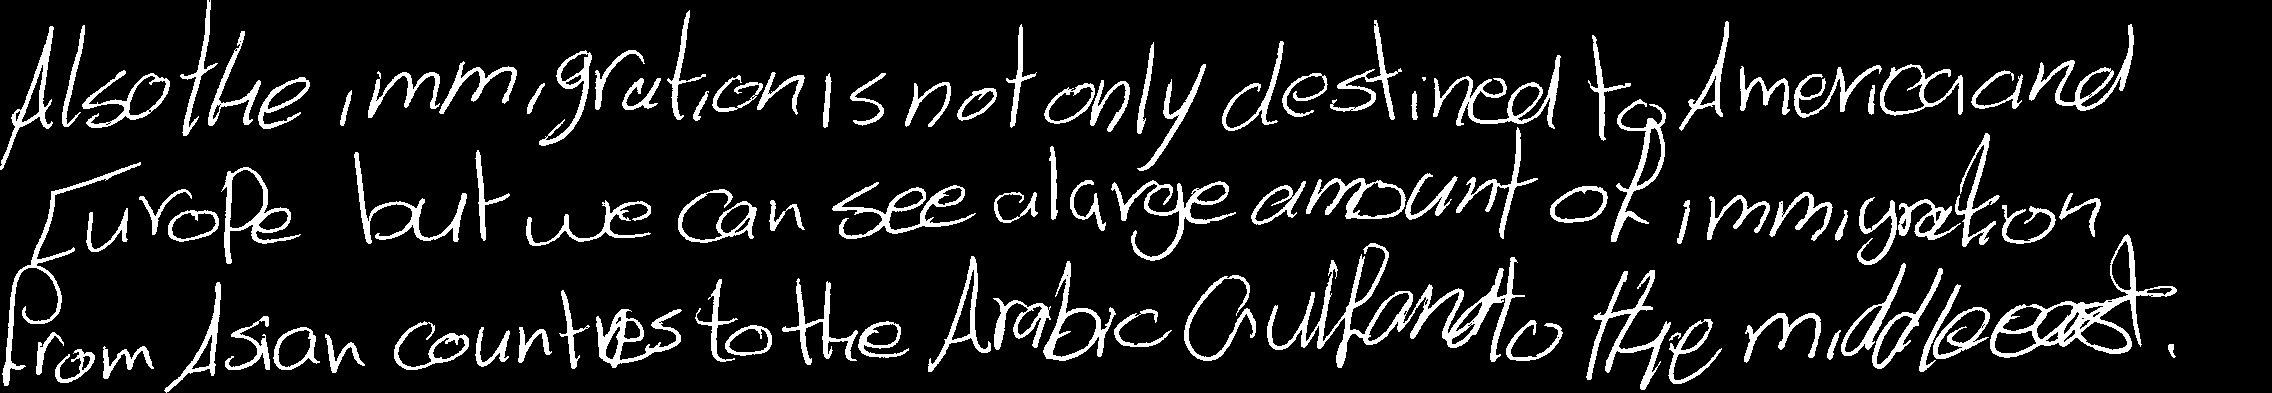 Also the immigration is not only destined to America and
Europe but we can see a large amount of immigration
from Asian countries to the Arabic Gulf and to the middle east.